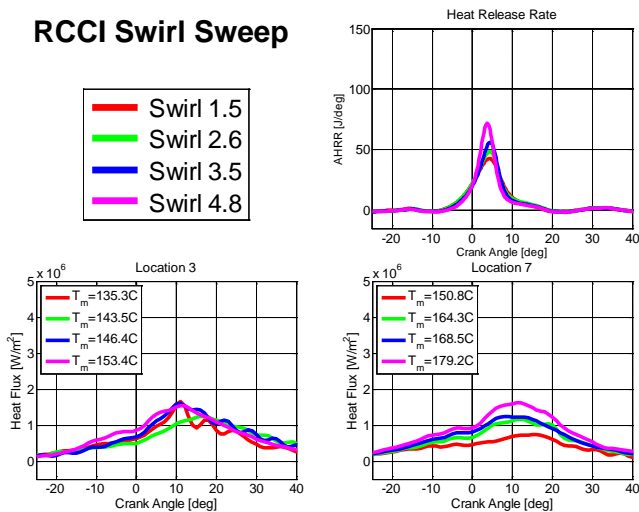 RCCI Swirl Sweep
Swirl 1.5
Swirl 2.6
Swirl 3.5
Swirl 4.8
Heat Release Rate
AHRR [J/deg]
150
100
50
0
-20 -10 0 10 20 30 40
Crank Angle [deg]
Location 3
5 x 10^6
Heat Flux [W/m²]
4
3
2
1
0
T_m=135.3C
T_m=143.5C
T_m=146.4C
T_m=153.4C
-20 -10 0 10 20 30 40
Crank Angle [deg]
Location 7
5 x 10^6
Heat Flux [W/m²]
4
3
2
1
0
T_m=150.8C
T_m=164.3C
T_m=168.5C
T_m=179.2C
-20 -10 0 10 20 30 40
Crank Angle [deg]